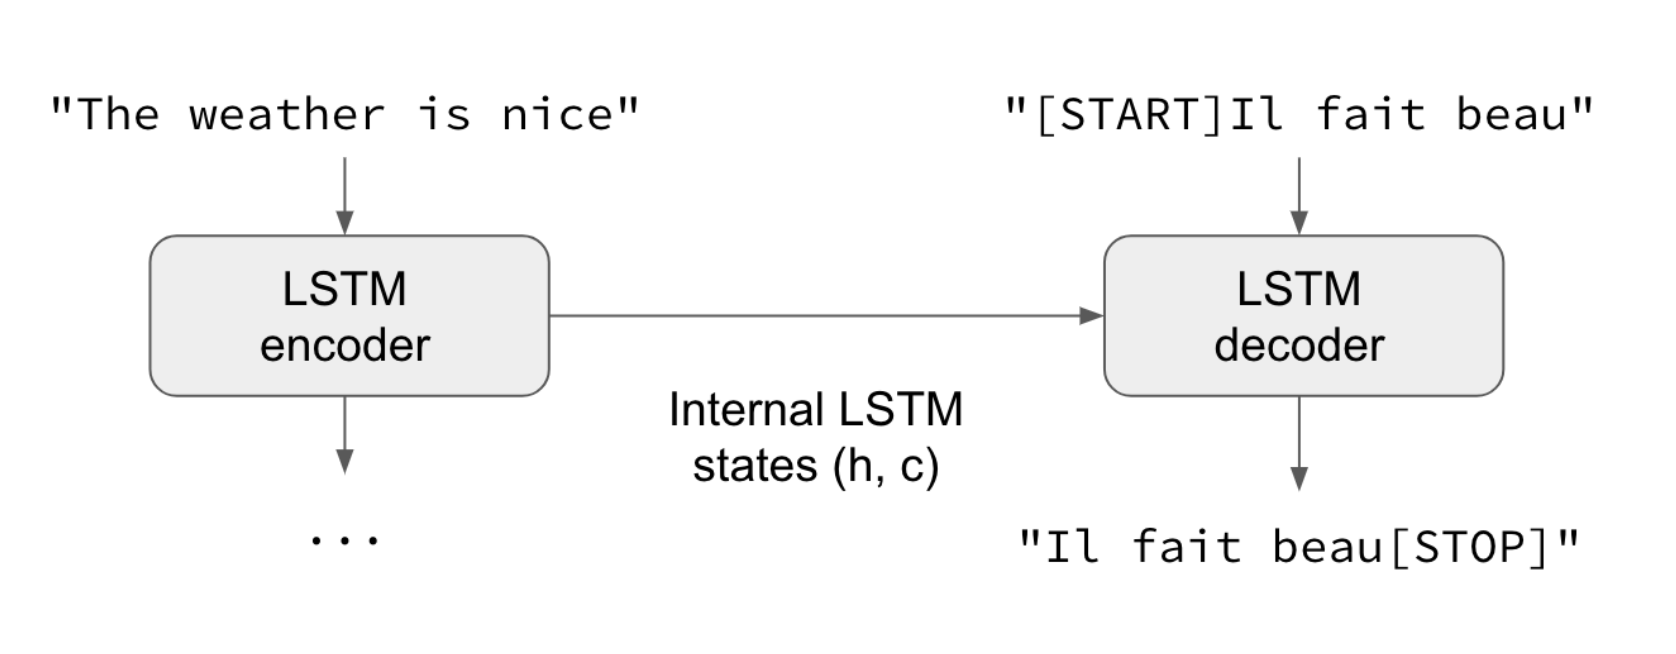 "The weather is nice"
"[START]Il fait beau"
LSTM
encoder
LSTM
decoder
Internal LSTM
states (h, c)
...
"Il fait beau[STOP]"